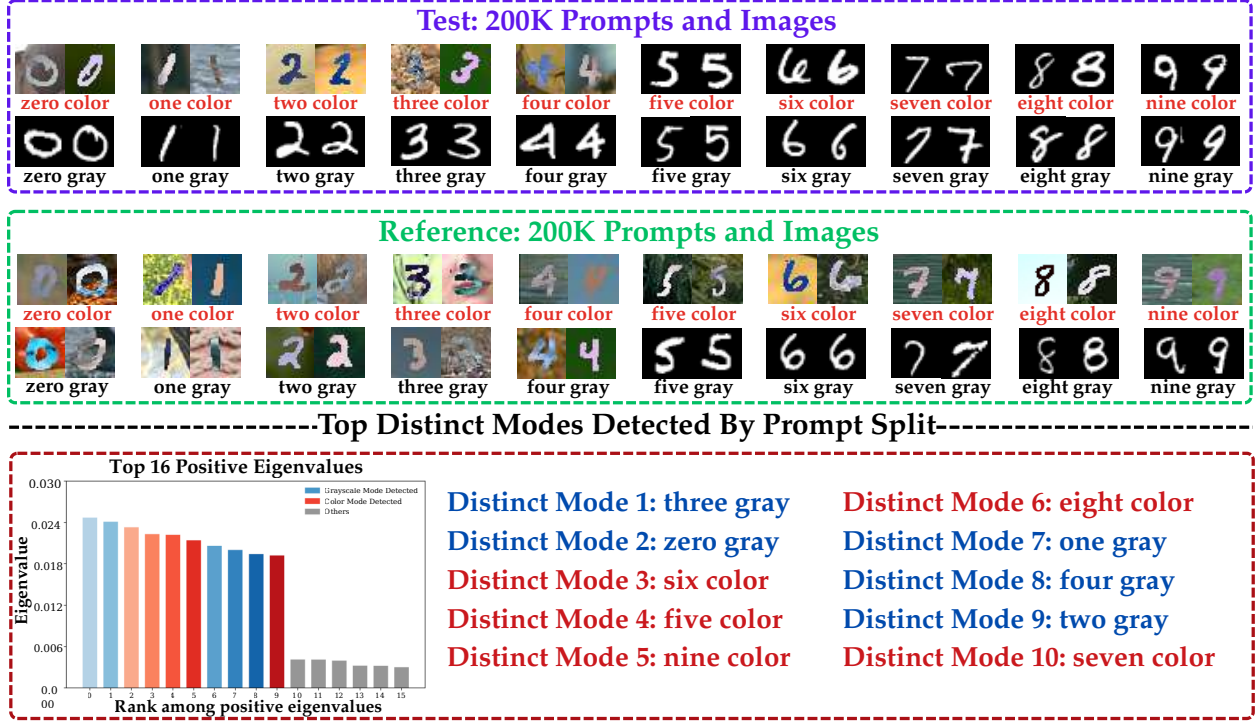 Test: 200K Prompts and Images
zero color one color two color three color four color five color six color seven color eight color nine color
zero gray one gray two gray three gray four gray five gray six gray seven gray eight gray nine gray
Reference: 200K Prompts and Images
zero color one color two color three color four color five color six color seven color eight color nine color
zero gray one gray two gray three gray four gray five gray six gray seven gray eight gray nine gray
Top Distinct Modes Detected By Prompt Split
Top 16 Positive Eigenvalues
0.030
0.024
0.018
0.012
0.006
0.0
00
Eigenvalue
Grayscale Mode Detected
Color Mode Detected
Others
0 1 2 3 4 5 6 7 8 9 10 11 12 13 14 15
Rank among positive eigenvalues
Distinct Mode 1: three gray
Distinct Mode 2: zero gray
Distinct Mode 3: six color
Distinct Mode 4: five color
Distinct Mode 5: nine color
Distinct Mode 6: eight color
Distinct Mode 7: one gray
Distinct Mode 8: four gray
Distinct Mode 9: two gray
Distinct Mode 10: seven color